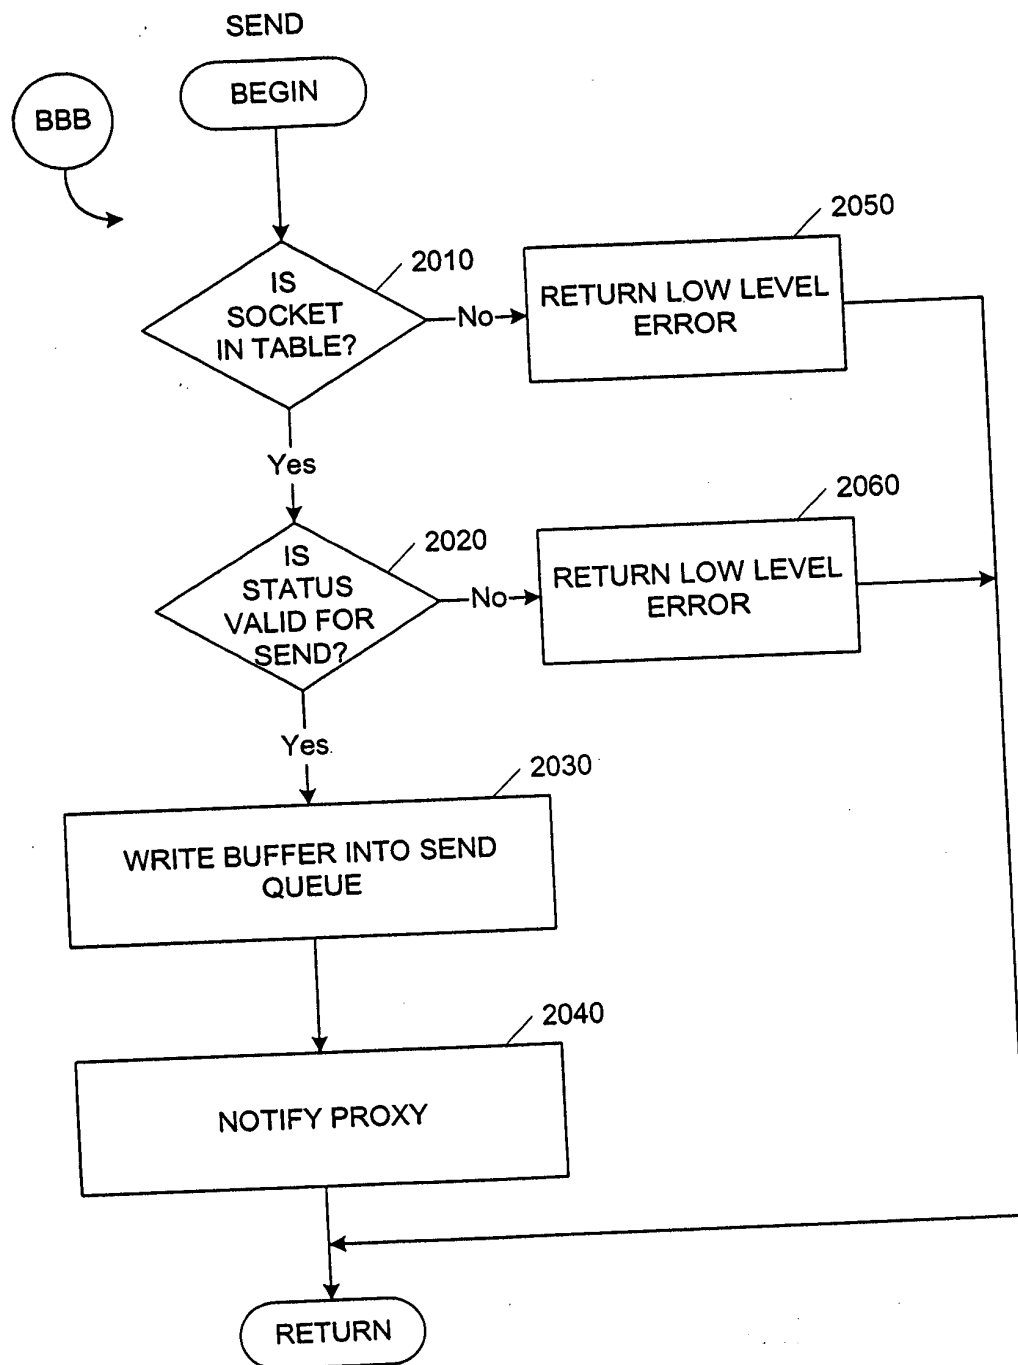 SEND
BEGIN
BBB
2050
2010
IS
SOCKET
IN TABLE?
No
RETURN LOW LEVEL
ERROR
Yes
2060
2020
IS
STATUS
VALID FOR
SEND?
No
RETURN LOW LEVEL
ERROR
Yes
2030
WRITE BUFFER INTO SEND
QUEUE
2040
NOTIFY PROXY
RETURN